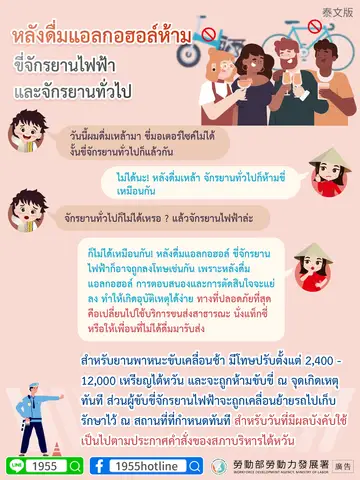 泰文版
หลังดื่มแอลกอฮอล์ห้าม
ขี่จักรยานไฟฟ้า
และจักรยานทั่วไป
วันนี้ผมดื่มเหล้ามา ขี่มอเตอร์ไซค์ไม่ได้
งั้นขี่จักรยานทั่วไปก็แล้วกัน
ไม่ได้นะ! หลังดื่มเหล้า จักรยานทั่วไปก็ห้ามขี่
เหมือนกัน
จักรยานทั่วไปก็ไม่ได้เหรอ ? แล้วจักรยานไฟฟ้าล่ะ
ก็ไม่ได้เหมือนกัน! หลังดื่มแอลกอฮอล์ ขี่จักรยาน
ไฟฟ้าก็อาจถูกลงโทษเช่นกัน เพราะหลังดื่ม
แอลกอฮอล์ การตอบสนองและการตัดสินใจจะแย่
ลง ทำให้เกิดอุบัติเหตุได้ง่าย ทางที่ปลอดภัยที่สุด
คือเปลี่ยนไปใช้บริการขนส่งสาธารณะ นั่งแท็กซี่
หรือให้เพื่อนที่ไม่ได้ดื่มมารับส่ง
สำหรับยานพาหนะขับเคลื่อนช้า มีโทษปรับตั้งแต่ 2,400 -
12,000 เหรียญไต้หวัน และจะถูกห้ามขับขี่ ณ จุดเกิดเหตุ
ทันที ส่วนผู้ขับขี่จักรยานไฟฟ้าจะถูกเคลื่อนย้ายรถไปเก็บ
รักษาไว้ ณ สถานที่ที่กำหนดทันที สำหรับวันที่มีผลบังคับใช้
เป็นไปตามประกาศคำสั่งของสภาบริหารไต้หวัน
LINE 1955 f 1955hotline 勞動部勞動力發展署 廣告
WORKFORCE DEVELOPMENT AGENCY, MINISTRY OF LABOR